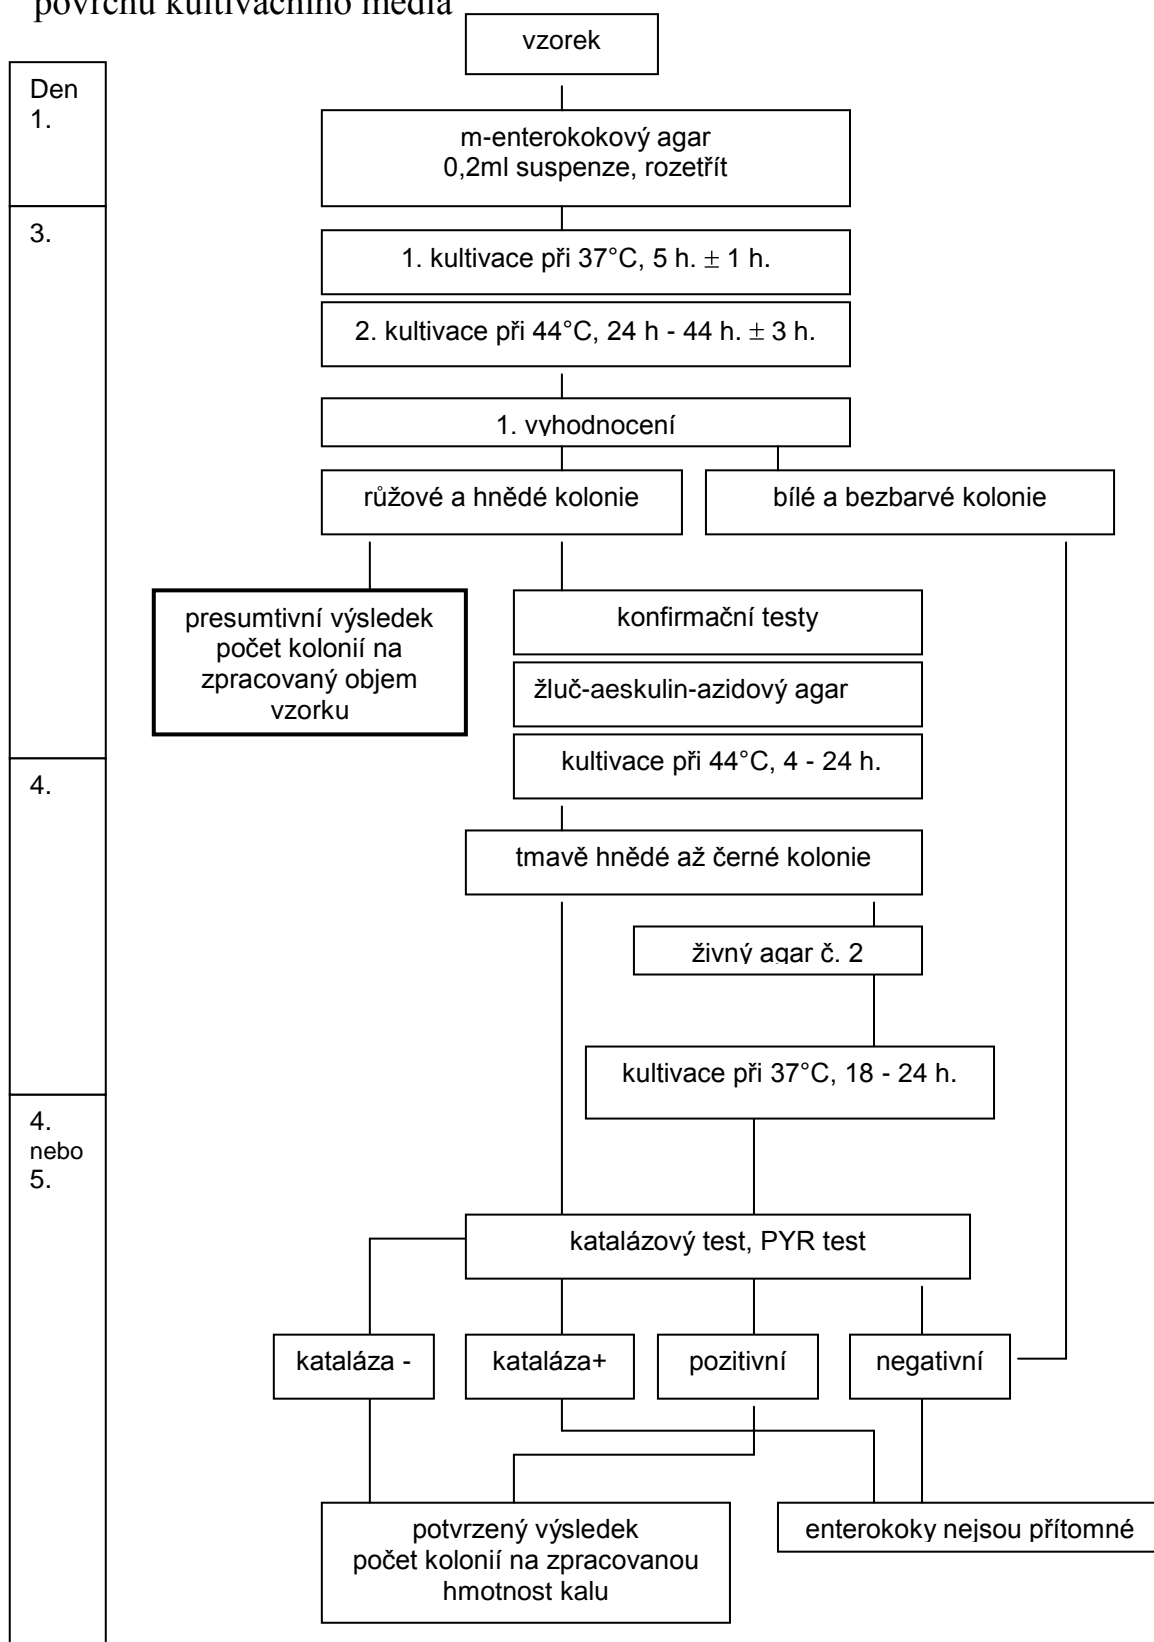 povrchu kultivačního média
vzorek
Den
1.
m-enterokokový agar
0,2ml suspenze, rozetřít
3.
1. kultivace při 37°C, 5 h. ± 1 h.
2. kultivace při 44°C, 24 h - 44 h. ± 3 h.
1. vyhodnocení
růžové a hnědé kolonie
bílé a bezbarvé kolonie
presumtivní výsledek
počet kolonií na
zpracovaný objem
vzorku
konfirmační testy
žluč-aeskulin-azidový agar
kultivace při 44°C, 4 - 24 h.
4.
tmavě hnědé až černé kolonie
živný agar č. 2
kultivace při 37°C, 18 - 24 h.
4.
nebo
5.
katalázový test, PYR test
kataláza -
kataláza+
pozitivní
negativní
potvrzený výsledek
počet kolonií na zpracovanou
hmotnost kalu
enterokoky nejsou přítomné